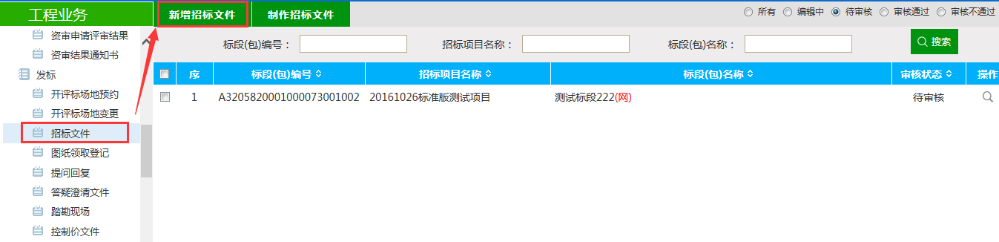 工程业务
新增招标文件
制作招标文件
所有
编辑中
待审核
审核通过
审核不通过
资审申请评审结果
资审结果通知书
发标
开评标场地预约
开评标场地变更
招标文件
图纸领取登记
提问回复
答疑澄清文件
踏勘现场
控制价文件
标段(包)编号：
招标项目名称：
标段(包)名称：
搜索
序
标段(包)编号
招标项目名称
标段(包)名称
审核状态
操作
1
A3205820001000073001002
20161026标准版测试项目
测试标段222(网)
待审核